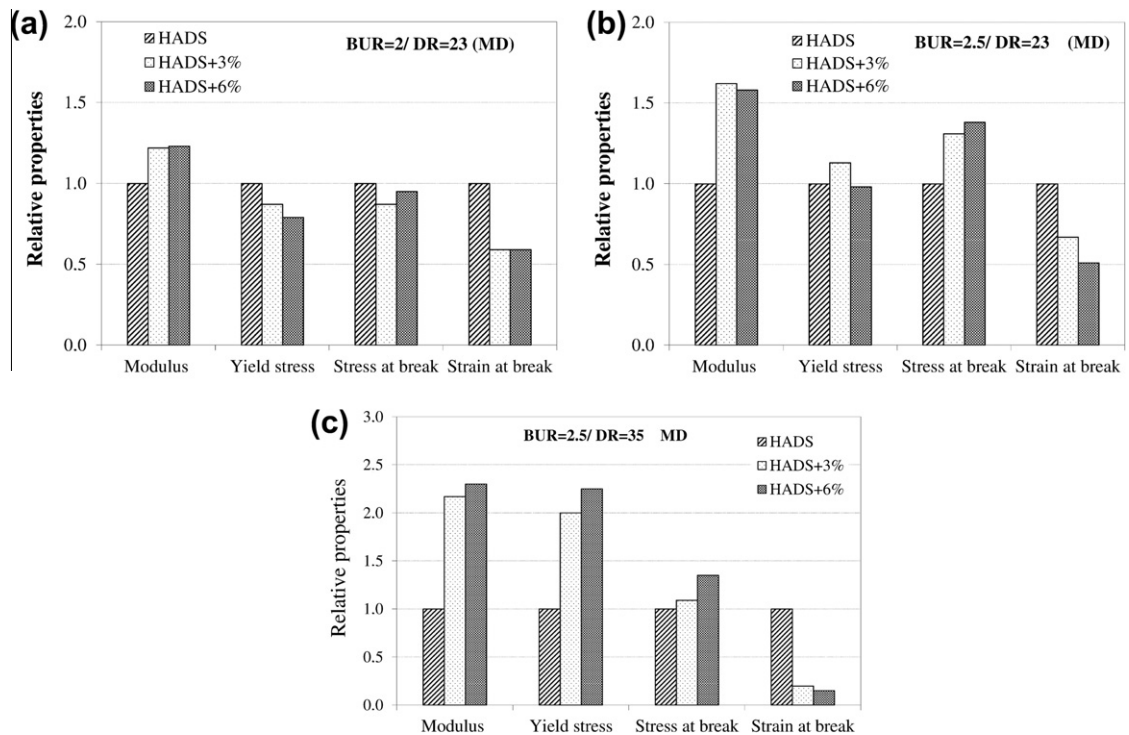 (a)
2.0
1.5
1.0
0.5
0.0
Relative properties
HADS
HADS+3%
HADS+6%
BUR=2/ DR=23 (MD)
Modulus Yield stress Stress at break Strain at break
(b)
2.0
1.5
1.0
0.5
0.0
Relative properties
HADS
HADS+3%
HADS+6%
BUR=2.5/ DR=23 (MD)
Modulus Yield stress Stress at break Strain at break
(c)
3.0
2.5
2.0
1.5
1.0
0.5
0.0
Relative properties
BUR=2.5/ DR=35 MD
HADS
HADS+3%
HADS+6%
Modulus Yield stress Stress at break Strain at break